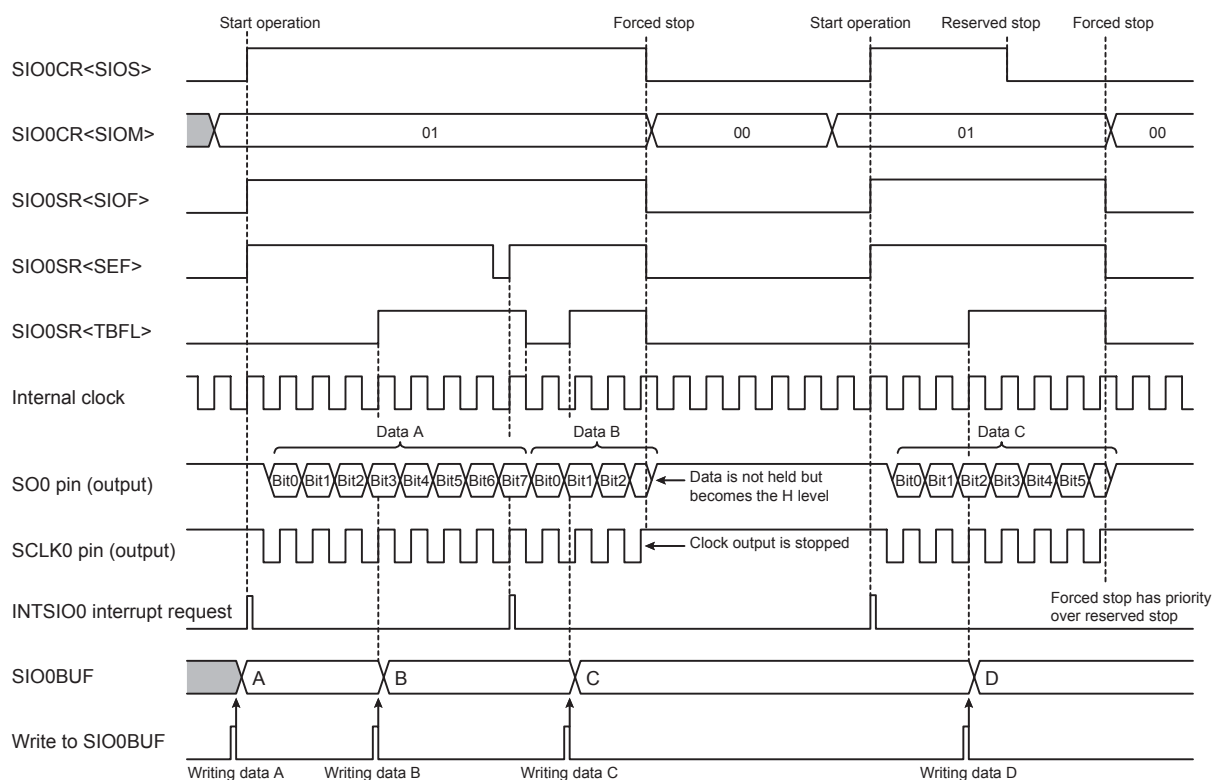 Start operation
Forced stop
Start operation
Reserved stop
Forced stop
SIO0CR<SIOS>
SIO0CR<SIOM>
01
00
01
00
SIO0SR<SIOF>
SIO0SR<SEF>
SIO0SR<TBFL>
Internal clock
Data A
Data B
Data C
SO0 pin (output)
Bit0 Bit1 Bit2 Bit3 Bit4 Bit5 Bit6 Bit7 Bit0 Bit1 Bit2
Data is not held but
becomes the H level
Bit0 Bit1 Bit2 Bit3 Bit4 Bit5
SCLK0 pin (output)
Clock output is stopped
INTSIO0 interrupt request
Forced stop has priority
over reserved stop
SIO0BUF
A
B
C
D
Write to SIO0BUF
Writing data A
Writing data B
Writing data C
Writing data D